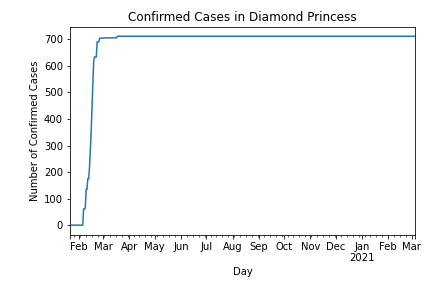 Confirmed Cases in Diamond Princess
Number of Confirmed Cases
700
600
500
400
300
200
100
0
Feb Mar Apr May Jun Jul Aug Sep Oct Nov Dec Jan Feb Mar
2021
Day